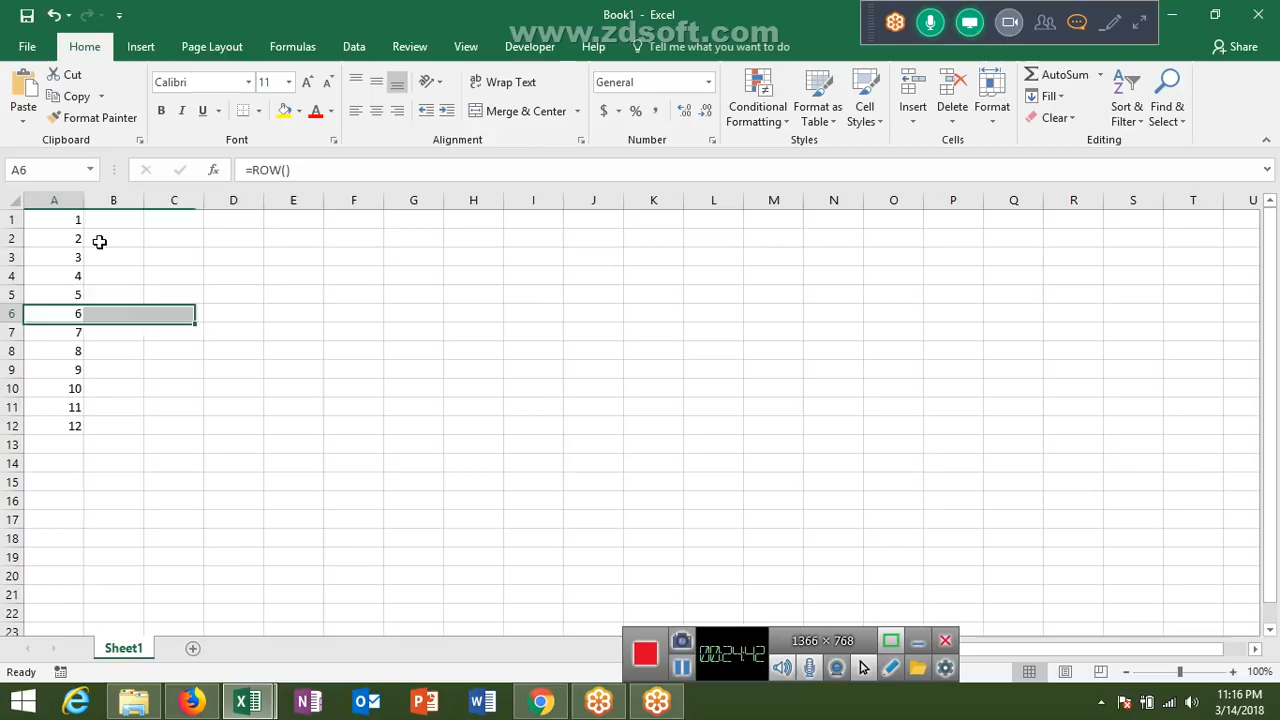 Book1 - Excel
www.zdsoft.com
File Home Insert Page Layout Formulas Data Review View Developer Help Tell me what you want to do Share
Paste
Cut
Copy
Format Painter
Clipboard
Calibri 11
B I U
Font
Wrap Text
Merge & Center
Alignment
General
$ % ,
Number
Conditional Formatting
Format as Table
Cell Styles
Styles
Insert
Delete
Format
Cells
AutoSum
Fill
Clear
Sort & Filter
Find & Select
Editing
A6 fx =ROW()
A B C D E F G H I J K L M N O P Q R S T U
1 1
2 2
3 3
4 4
5 5
6 6
7 7
8 8
9 9
10 10
11 11
12 12
13
14
15
16
17
18
19
20
21
22
23
Sheet1
00:24:42
1366 × 768
Ready
100%
11:16 PM
3/14/2018